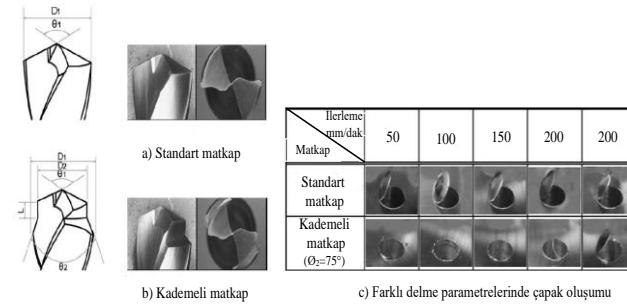 D1
θ1
a) Standart matkap
D1
D2
θ1
L
θ2
b) Kademeli matkap
İlerleme
mm/dak
Matkap
50
100
150
200
200
Standart
matkap
Kademeli
matkap
(Ø₂=75°)
c) Farklı delme parametrelerinde çapak oluşumu